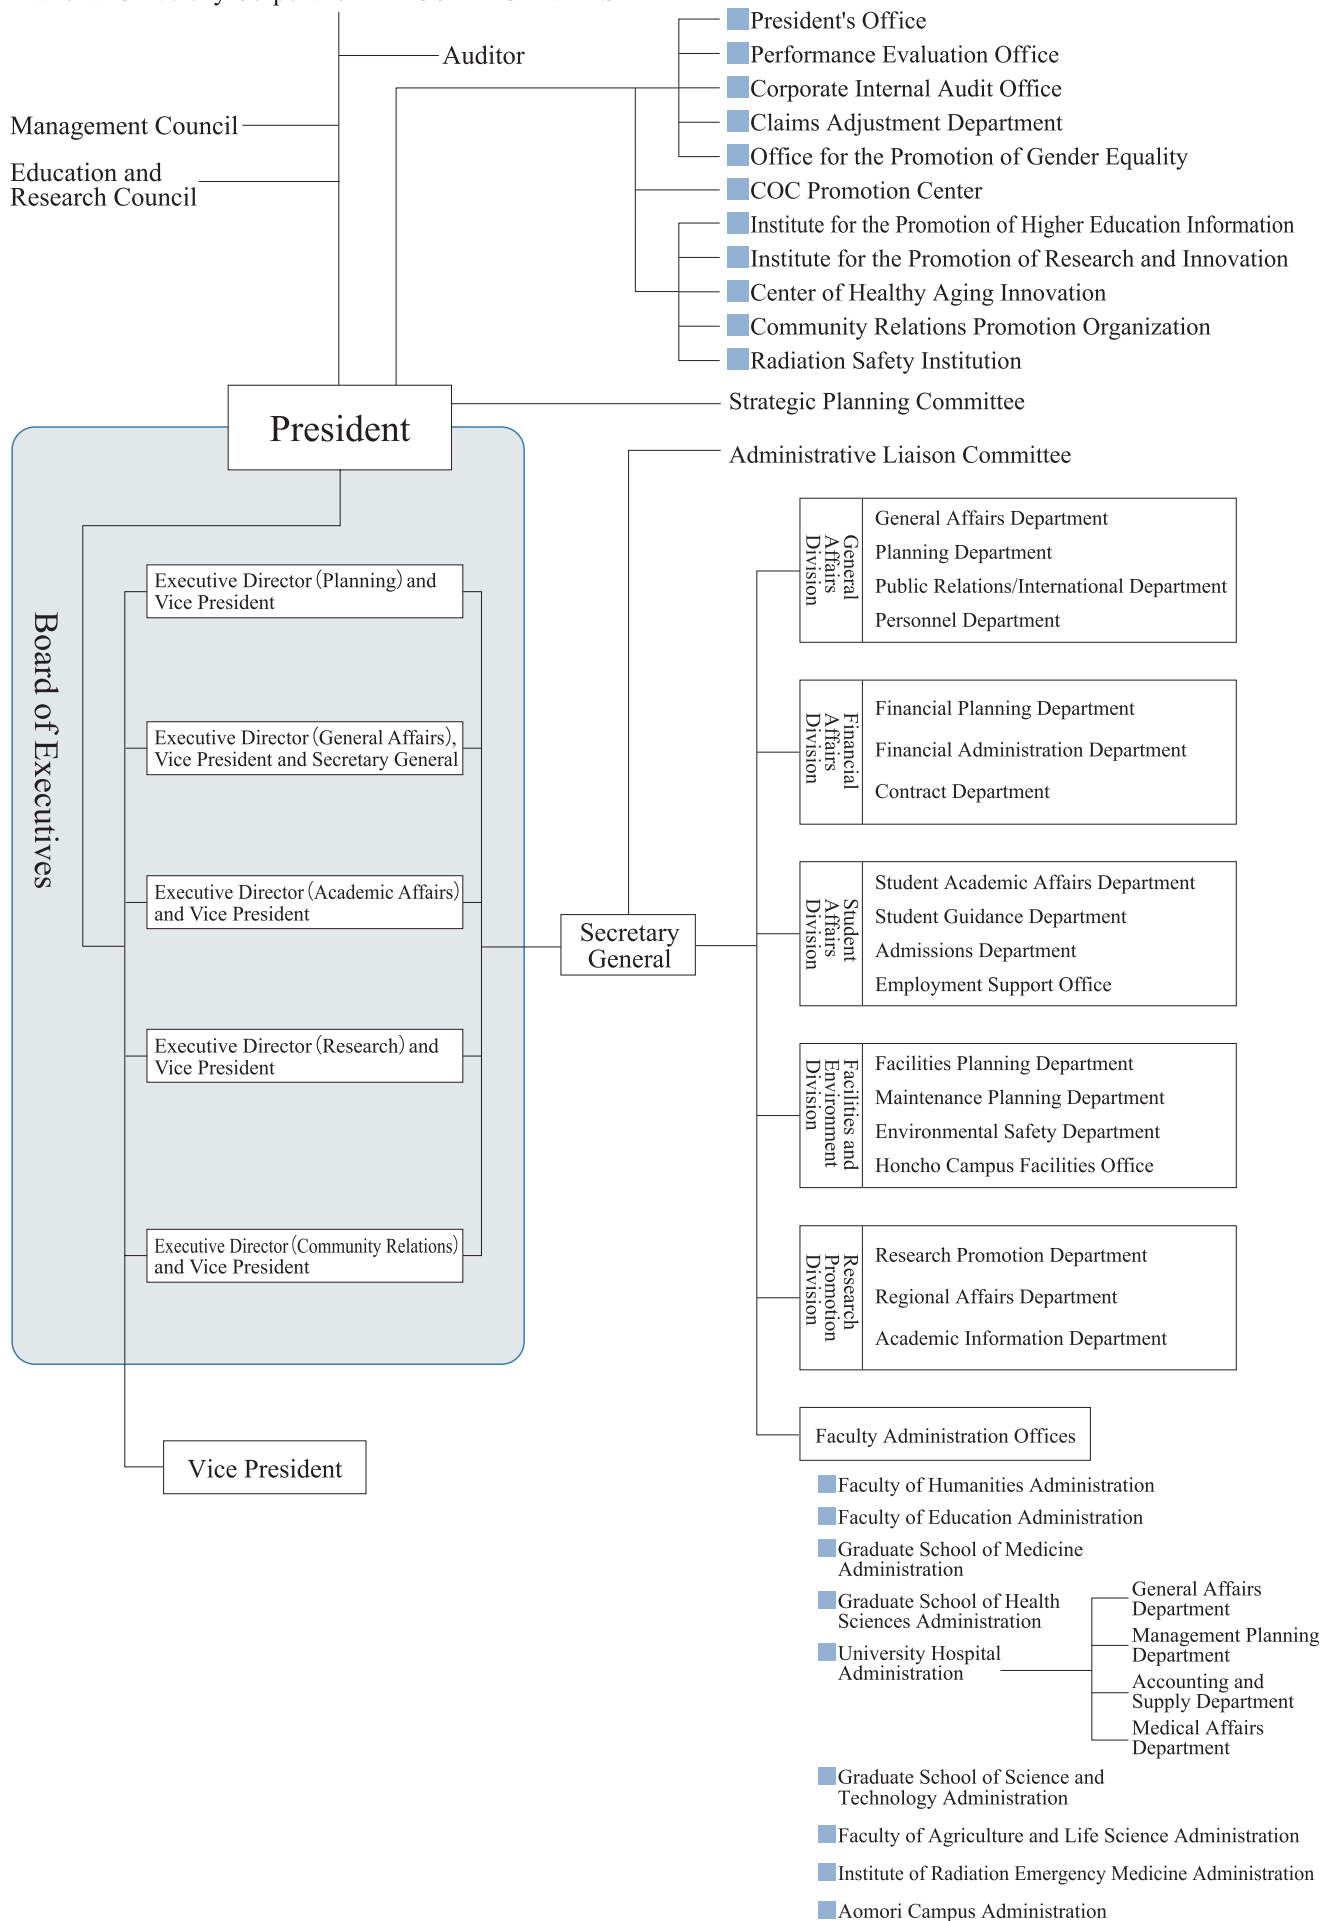 President's Office
Auditor
Performance Evaluation Office
Corporate Internal Audit Office
Management Council
Claims Adjustment Department
Education and
Research Council
Office for the Promotion of Gender Equality
COC Promotion Center
Institute for the Promotion of Higher Education Information
Institute for the Promotion of Research and Innovation
Center of Healthy Aging Innovation
Community Relations Promotion Organization
Radiation Safety Institution
President
Strategic Planning Committee
Administrative Liaison Committee
Board of Executives
Executive Director (Planning) and
Vice President
Executive Director (General Affairs),
Vice President and Secretary General
Executive Director (Academic Affairs)
and Vice President
Executive Director (Research) and
Vice President
Executive Director (Community Relations)
and Vice President
Vice President
Secretary
General
General
Affairs
Division
General Affairs Department
Planning Department
Public Relations/International Department
Personnel Department
Financial
Affairs
Division
Financial Planning Department
Financial Administration Department
Contract Department
Student
Affairs
Division
Student Academic Affairs Department
Student Guidance Department
Admissions Department
Employment Support Office
Facilities and
Environment
Division
Facilities Planning Department
Maintenance Planning Department
Environmental Safety Department
Honcho Campus Facilities Office
Research
Promotion
Division
Research Promotion Department
Regional Affairs Department
Academic Information Department
Faculty Administration Offices
Faculty of Humanities Administration
Faculty of Education Administration
Graduate School of Medicine
Administration
Graduate School of Health
Sciences Administration
University Hospital
Administration
General Affairs
Department
Management Planning
Department
Accounting and
Supply Department
Medical Affairs
Department
Graduate School of Science and
Technology Administration
Faculty of Agriculture and Life Science Administration
Institute of Radiation Emergency Medicine Administration
Aomori Campus Administration